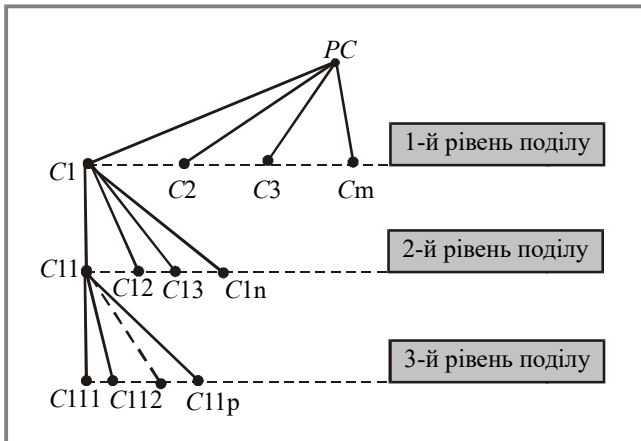 PC
1-й рівень поділу
C1 C2 C3 Cm
2-й рівень поділу
C11 C12 C13 C1n
3-й рівень поділу
C111 C112 C11p